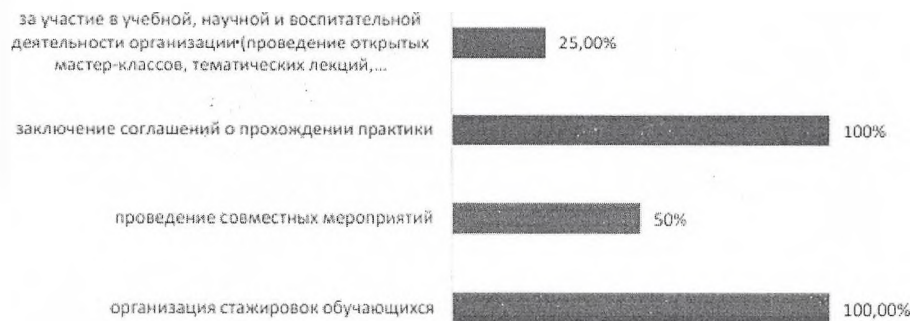 за участие в учебной, научной и воспитательной
деятельности организации (проведение открытых
мастер-классов, тематических лекций,...
25,00%
заключение соглашений о прохождении практики
100%
проведение совместных мероприятий
50%
организация стажировок обучающихся
100,00%